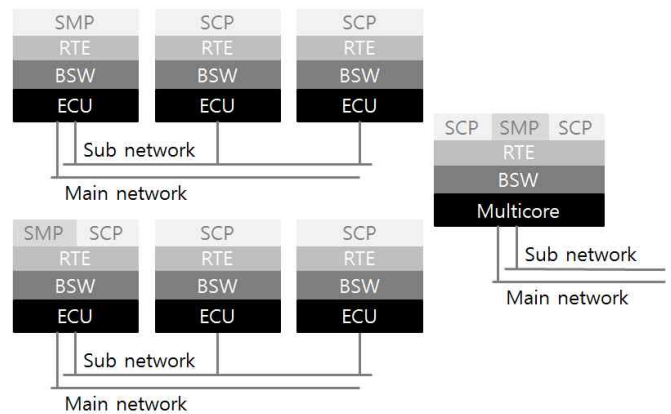 SMP SCP SCP
RTE RTE RTE
BSW BSW BSW
ECU ECU ECU
Sub network
Main network
SMP SCP SCP SCP
RTE RTE RTE
BSW BSW BSW
ECU ECU ECU
Sub network
Main network
SCP SMP SCP
RTE
BSW
Multicore
Sub network
Main network